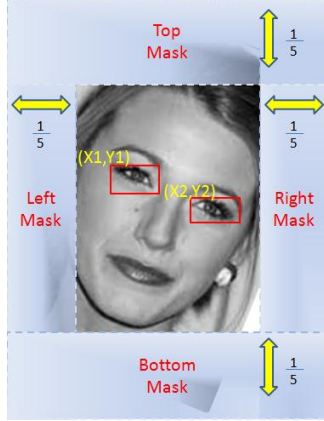 Top
Mask
1
5
1
5
1
5
(X1,Y1)
(X2,Y2)
Left
Mask
Right
Mask
Bottom
Mask
1
5